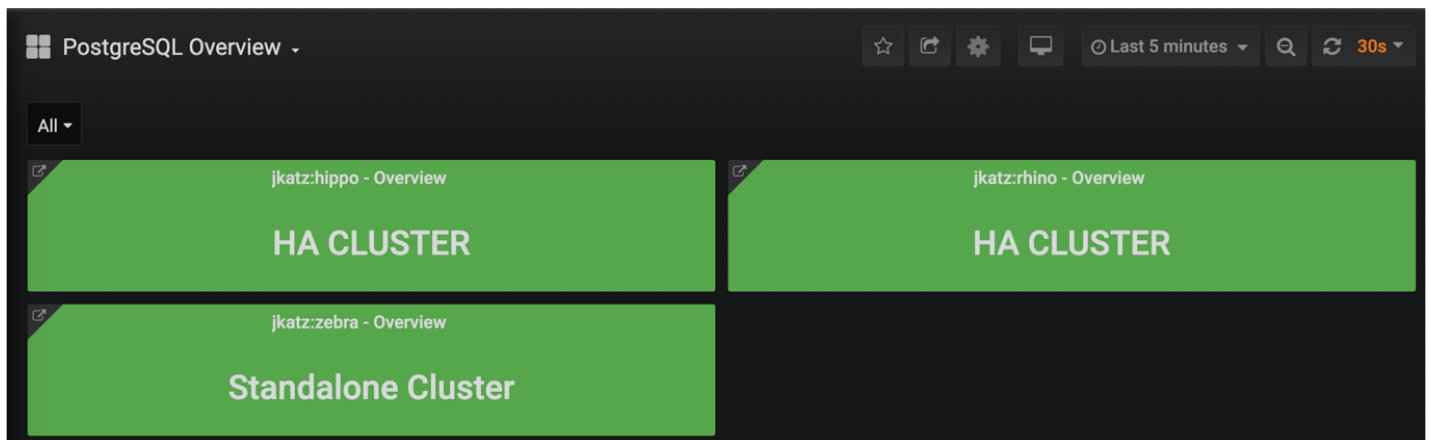 PostgreSQL Overview
Last 5 minutes
30s
All
jkatz:hippo - Overview
HA CLUSTER
jkatz:rhino - Overview
HA CLUSTER
jkatz:zebra - Overview
Standalone Cluster